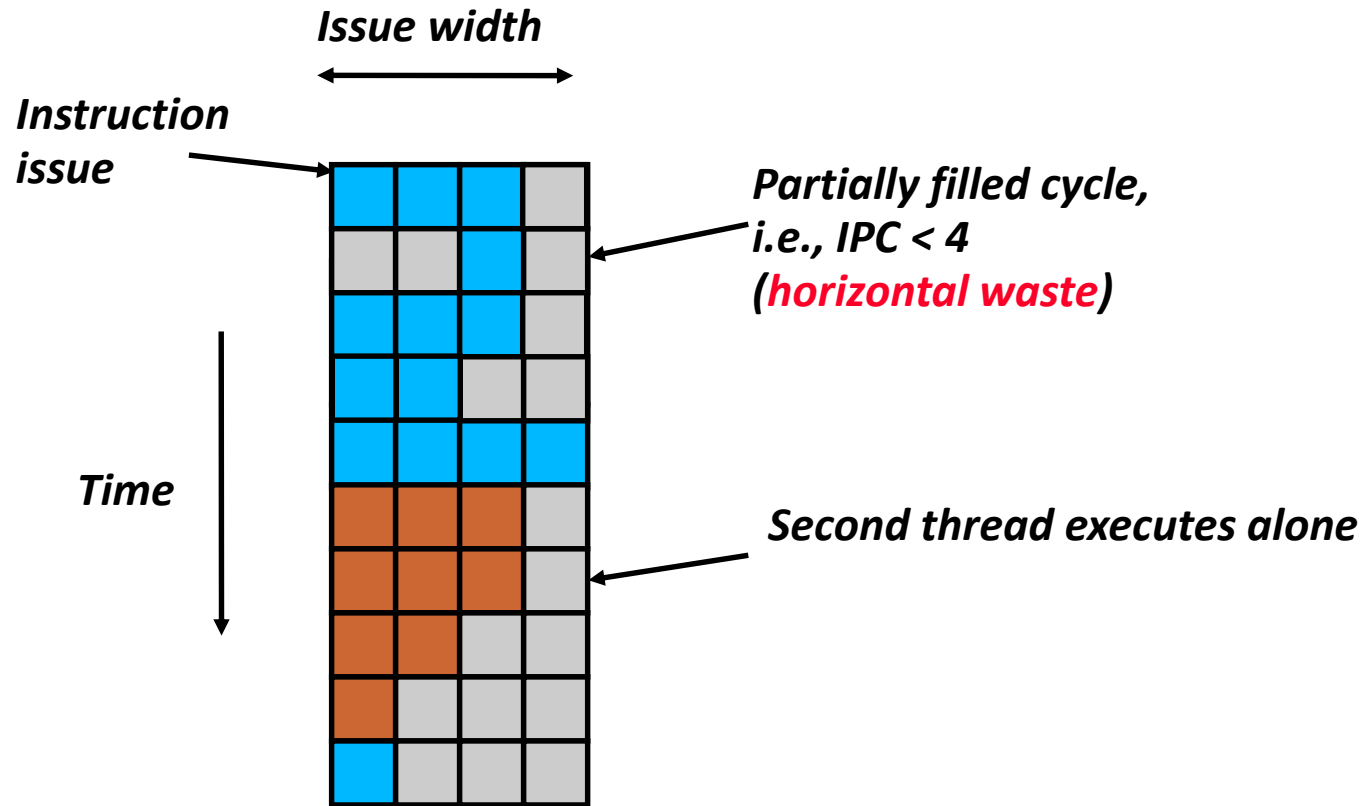 Issue width
Instruction
issue
Partially filled cycle,
i.e., IPC < 4
(horizontal waste)
Time
Second thread executes alone